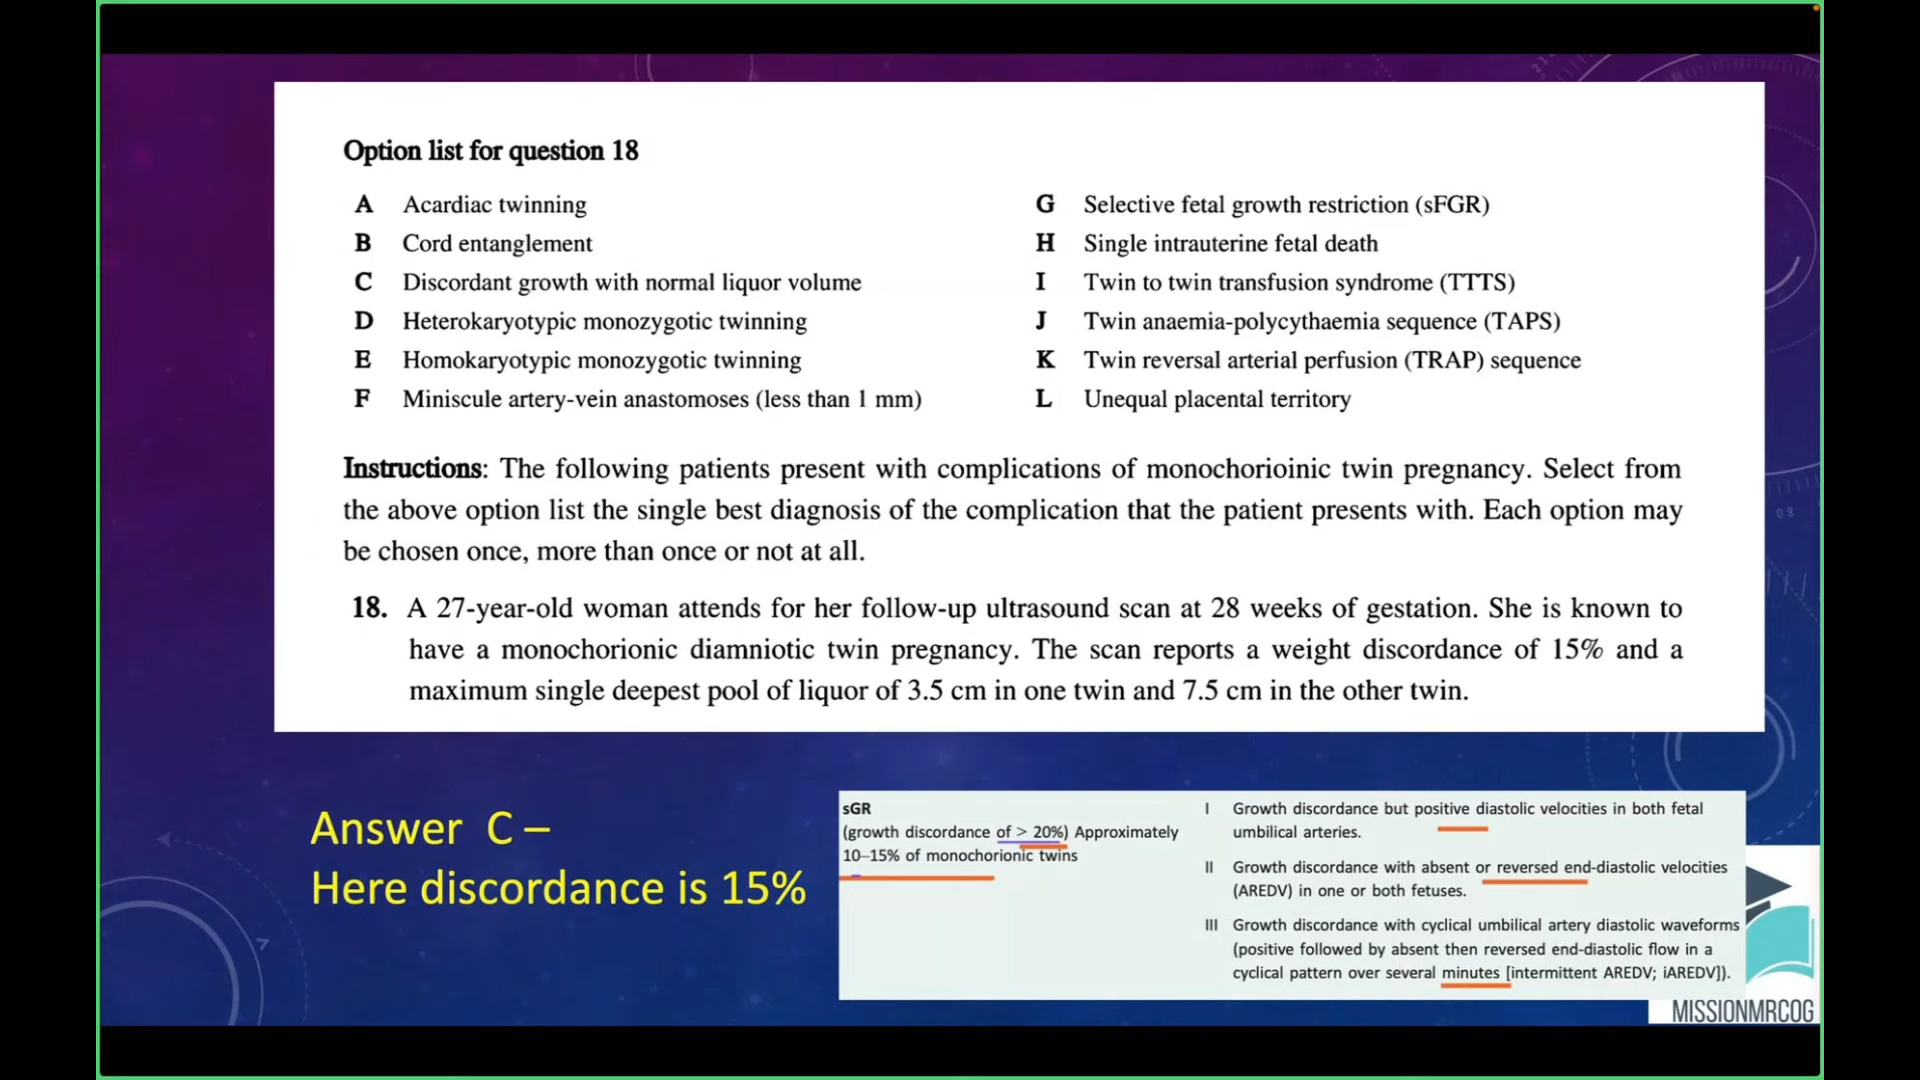 Option list for question 18
A Acardiac twinning
B Cord entanglement
C Discordant growth with normal liquor volume
D Heterokaryotypic monozygotic twinning
E Homokaryotypic monozygotic twinning
F Miniscule artery-vein anastomoses (less than 1 mm)
G Selective fetal growth restriction (sFGR)
H Single intrauterine fetal death
I Twin to twin transfusion syndrome (TTTS)
J Twin anaemia-polycythaemia sequence (TAPS)
K Twin reversal arterial perfusion (TRAP) sequence
L Unequal placental territory
Instructions: The following patients present with complications of monochorioinic twin pregnancy. Select from
the above option list the single best diagnosis of the complication that the patient presents with. Each option may
be chosen once, more than once or not at all.
18. A 27-year-old woman attends for her follow-up ultrasound scan at 28 weeks of gestation. She is known to
have a monochorionic diamniotic twin pregnancy. The scan reports a weight discordance of 15% and a
maximum single deepest pool of liquor of 3.5 cm in one twin and 7.5 cm in the other twin.
Answer C –
Here discordance is 15%
sGR
(growth discordance of > 20%) Approximately
10–15% of monochorionic twins
I Growth discordance but positive diastolic velocities in both fetal
umbilical arteries.
II Growth discordance with absent or reversed end-diastolic velocities
(AREDV) in one or both fetuses.
III Growth discordance with cyclical umbilical artery diastolic waveforms
(positive followed by absent then reversed end-diastolic flow in a
cyclical pattern over several minutes [intermittent AREDV; iAREDV]).
MISSIONMRCOG